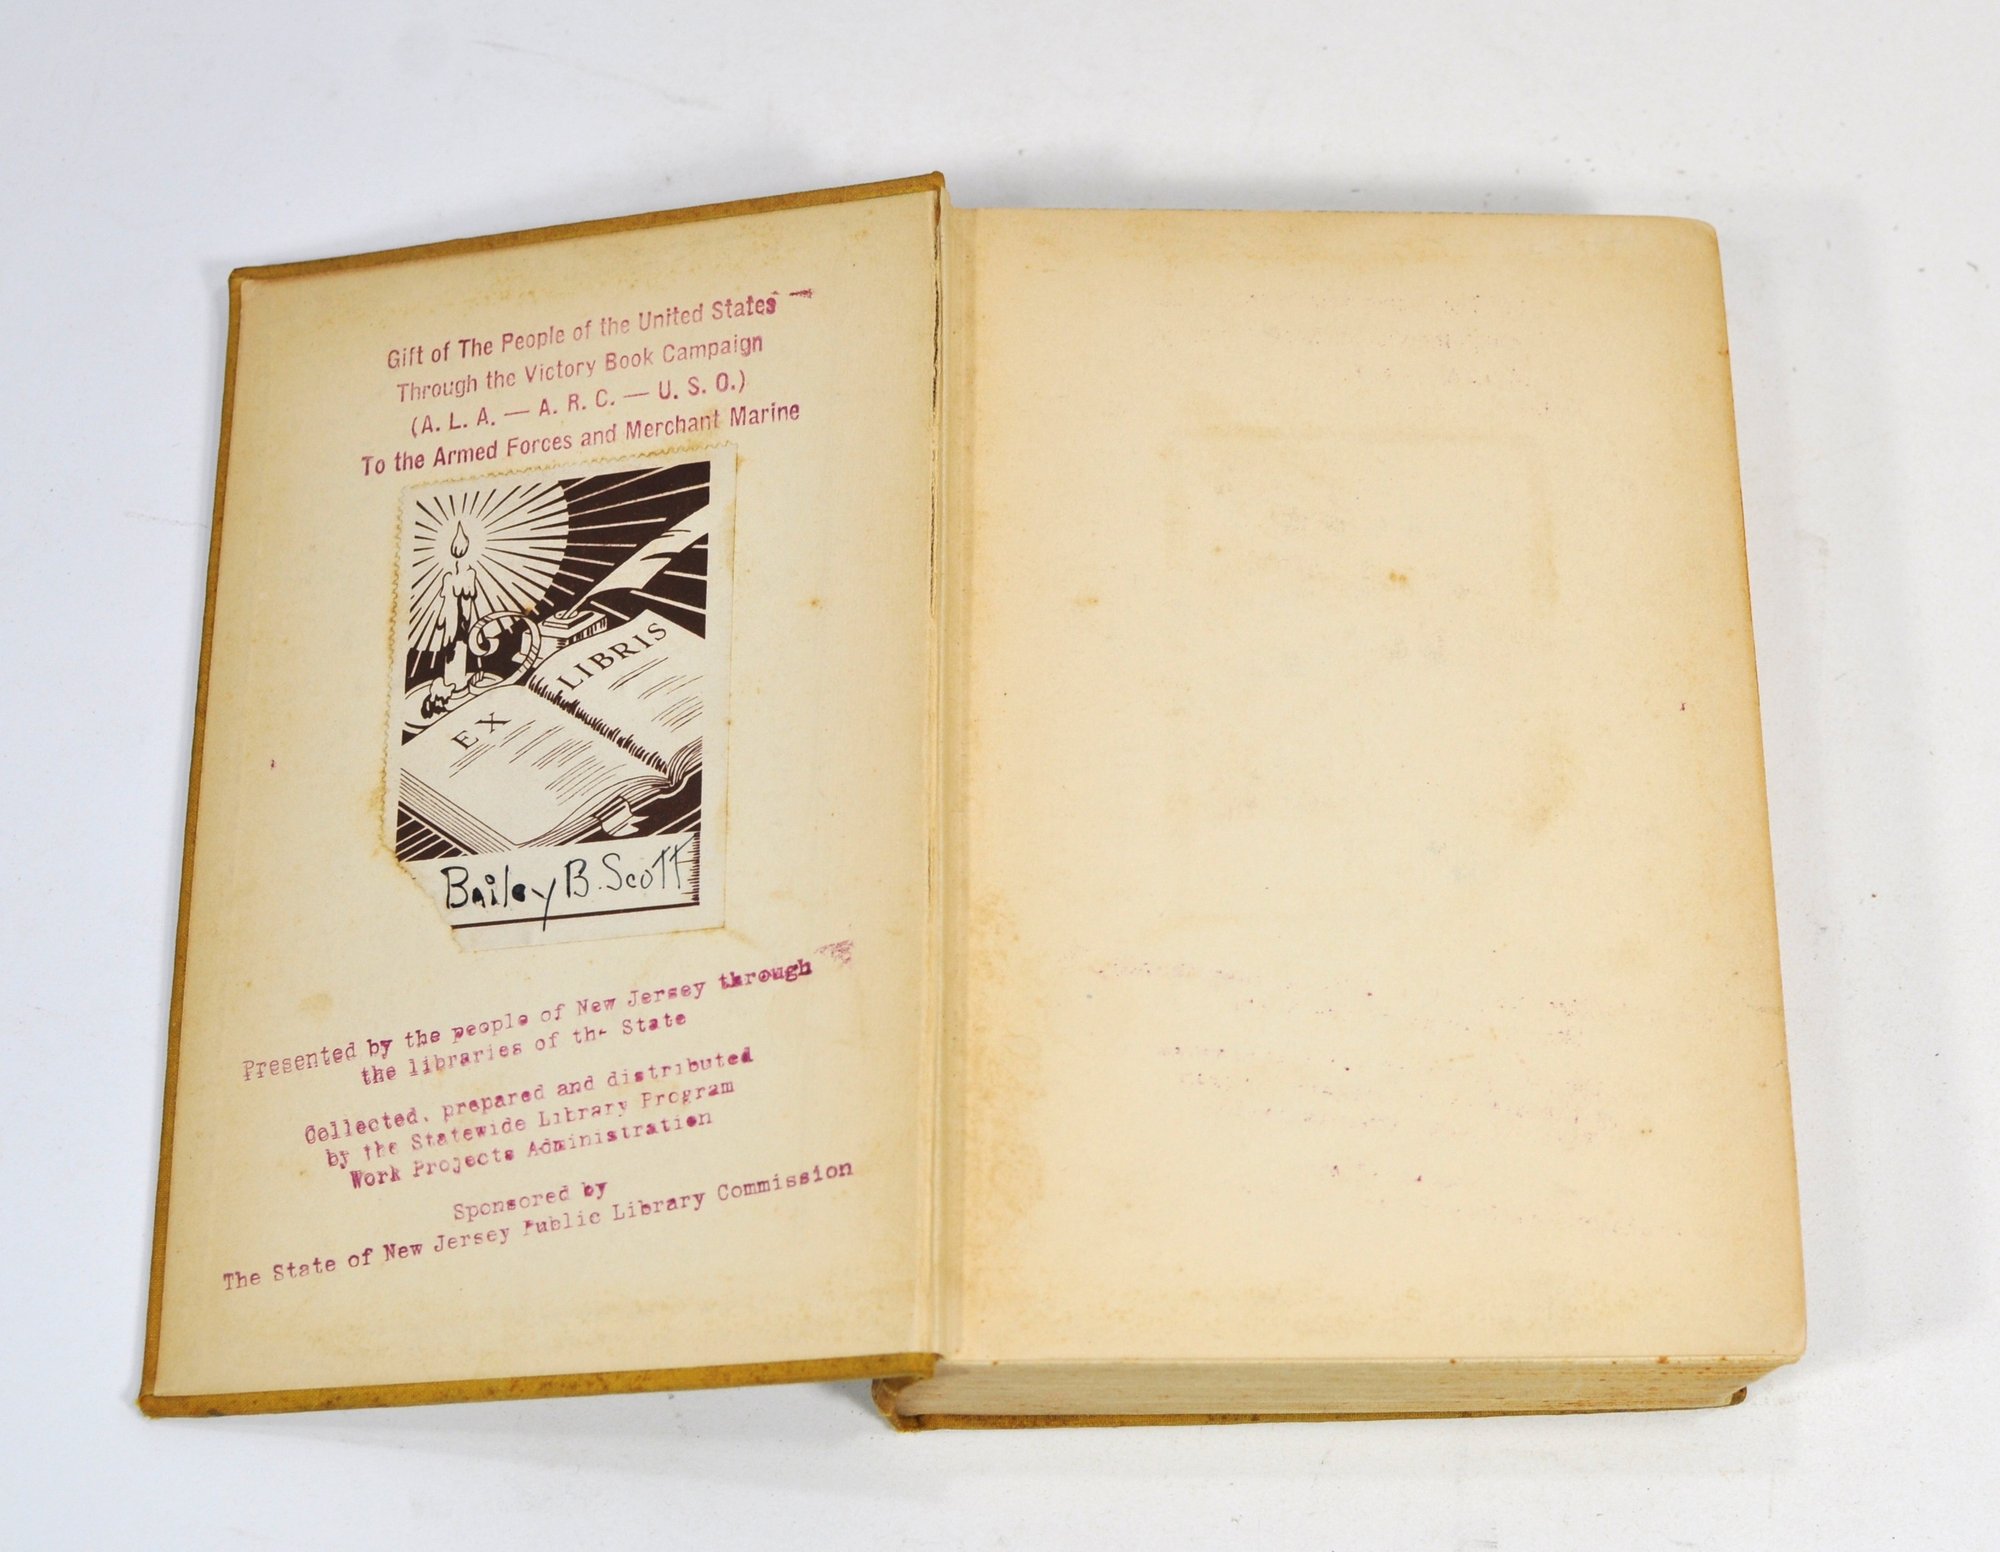 Gift of The People of the United States
Through the Victory Book Campaign
(A. L. A. — A. R. C. — U. S. O.)
To the Armed Forces and Merchant Marine
EX LIBRIS
Bailey B. Scott
Presented by the people of New Jersey through
the libraries of the State
Collected, prepared and distributed
by the Statewide Library Program
Work Projects Administration
Sponsored by
The State of New Jersey Public Library Commission